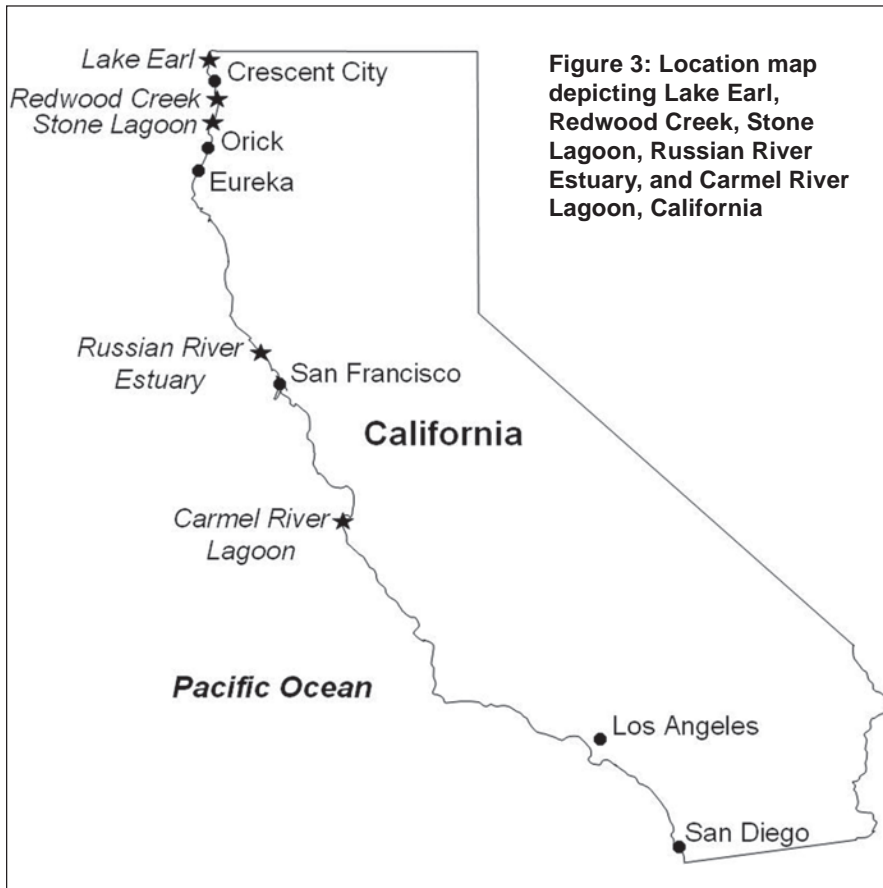 Figure 3: Location map
depicting Lake Earl,
Redwood Creek, Stone
Lagoon, Russian River
Estuary, and Carmel River
Lagoon, California
Lake Earl
Crescent City
Redwood Creek
Stone Lagoon
Orick
Eureka
Russian River
Estuary
San Francisco
California
Carmel River
Lagoon
Pacific Ocean
Los Angeles
San Diego